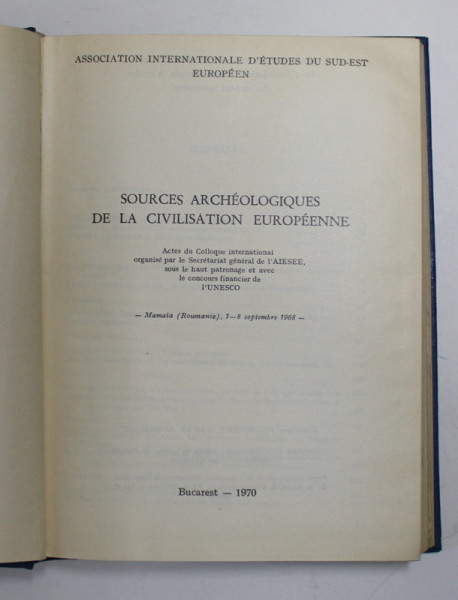 ASSOCIATION INTERNATIONALE D'ÉTUDES DU SUD-EST
EUROPÉEN
SOURCES ARCHÉOLOGIQUES
DE LA CIVILISATION EUROPÉENNE
Actes du Colloque international
organisé par le Secrétariat général de l'AIESEE,
sous le haut patronage et avec
le concours financier de
l'UNESCO
— Mamaia (Roumanie), 1—8 septembre 1968 —
Bucarest — 1970